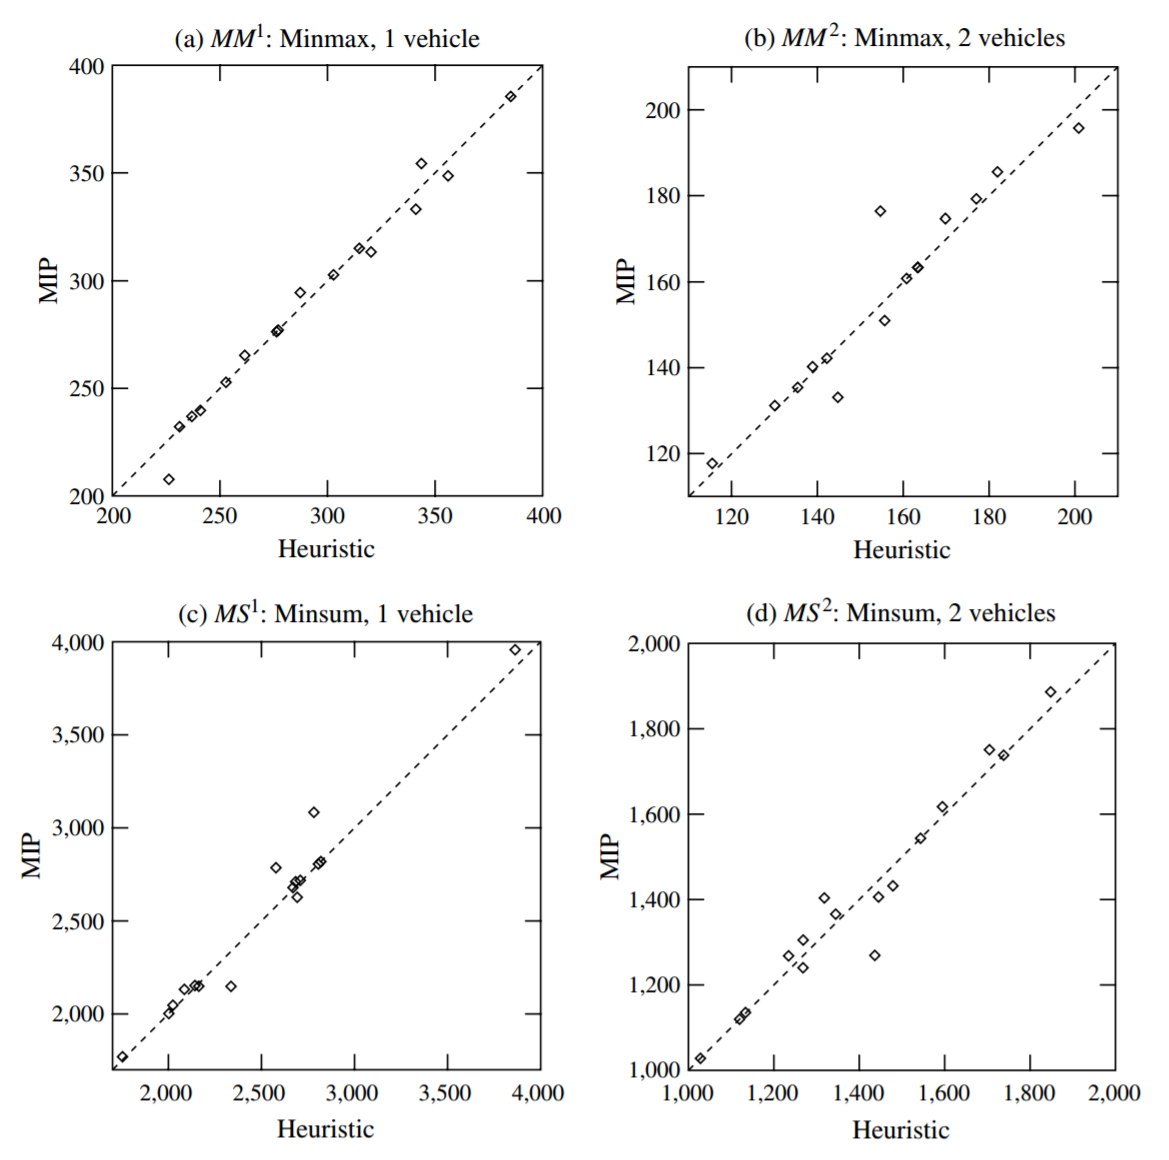 (a) MM¹: Minmax, 1 vehicle
400
350
300
250
200
MIP
200 250 300 350 400
Heuristic
(b) MM²: Minmax, 2 vehicles
200
180
160
140
120
MIP
120 140 160 180 200
Heuristic
(c) MS¹: Minsum, 1 vehicle
4,000
3,500
3,000
2,500
2,000
MIP
2,000 2,500 3,000 3,500 4,000
Heuristic
(d) MS²: Minsum, 2 vehicles
2,000
1,800
1,600
1,400
1,200
1,000
MIP
1,000 1,200 1,400 1,600 1,800 2,000
Heuristic